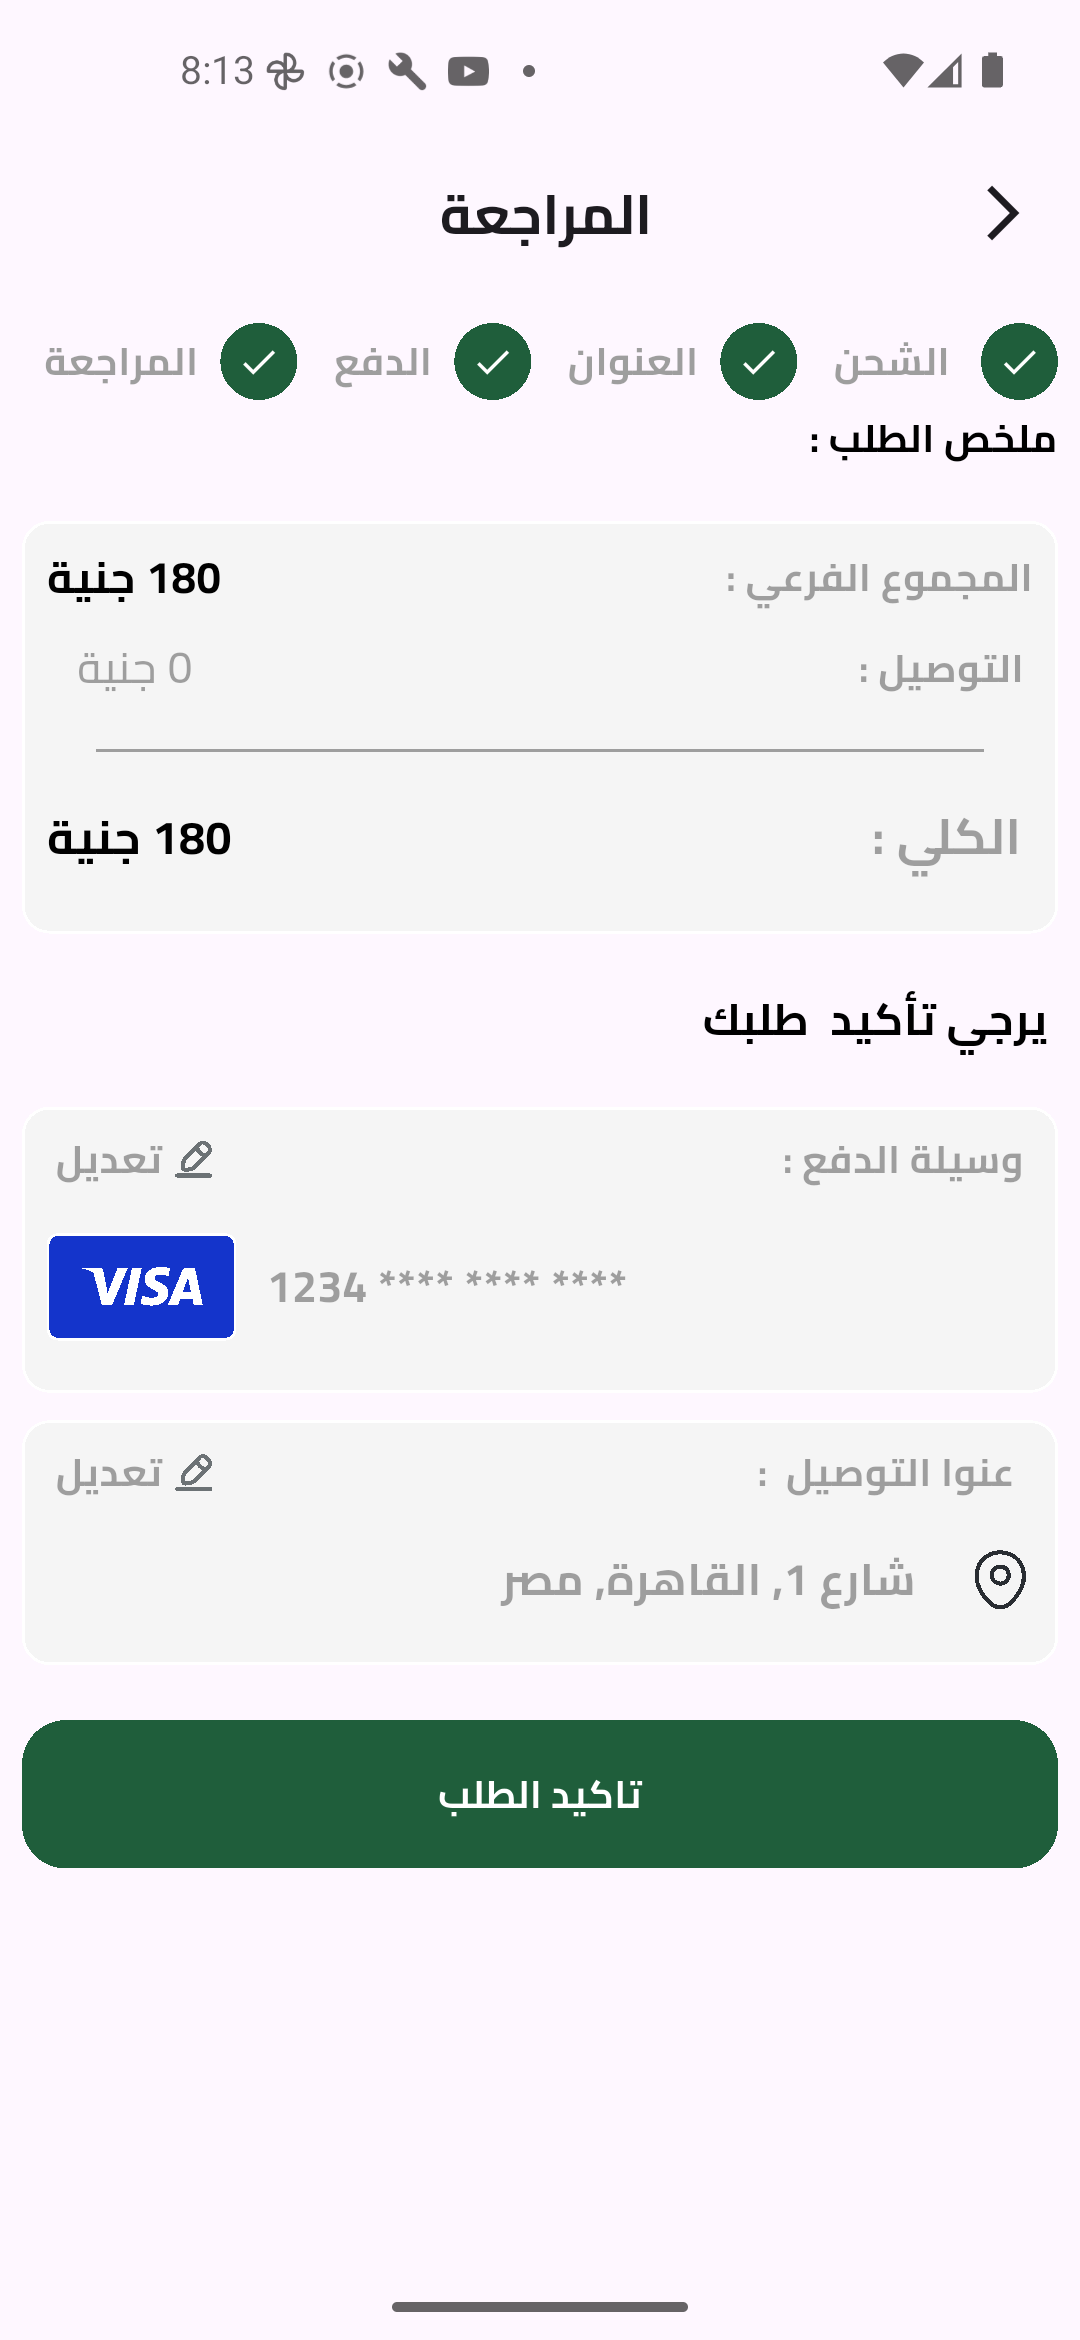 8:13
المراجعة
الشحن العنوان الدفع المراجعة
ملخص الطلب :
المجموع الفرعي : 180 جنية
التوصيل : 0 جنية
الكلي : 180 جنية
يرجي تأكيد طلبك
وسيلة الدفع : تعديل
VISA 1234 **** **** ****
عنوا التوصيل : تعديل
شارع 1, القاهرة, مصر
تاكيد الطلب